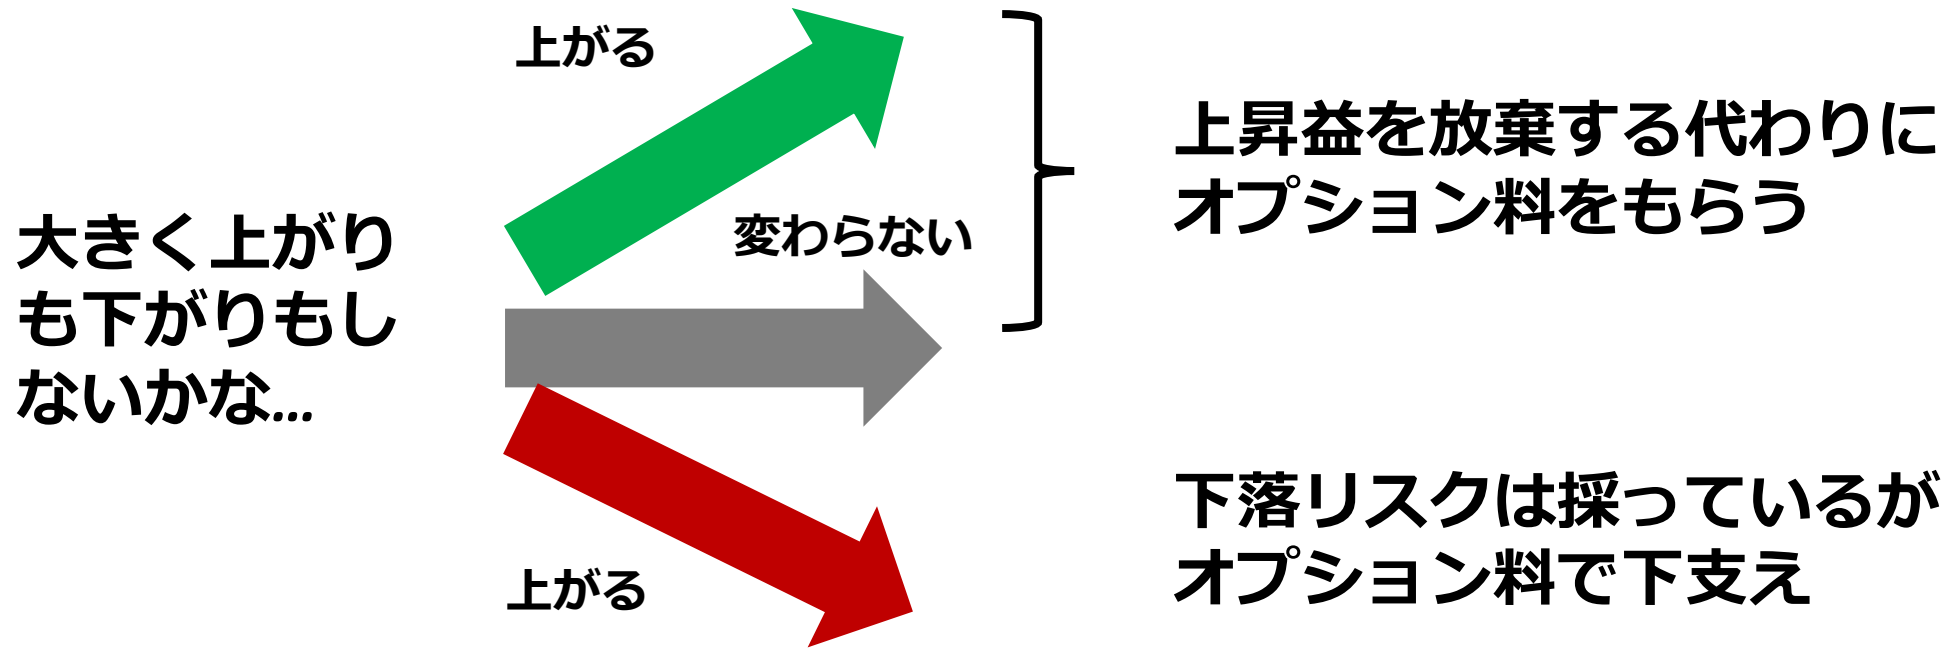 上がる
大きく上がり
も下がりもし
ないかな...
変わらない
上がる
上昇益を放棄する代わりに
オプション料をもらう
下落リスクは採っているが
オプション料で下支え